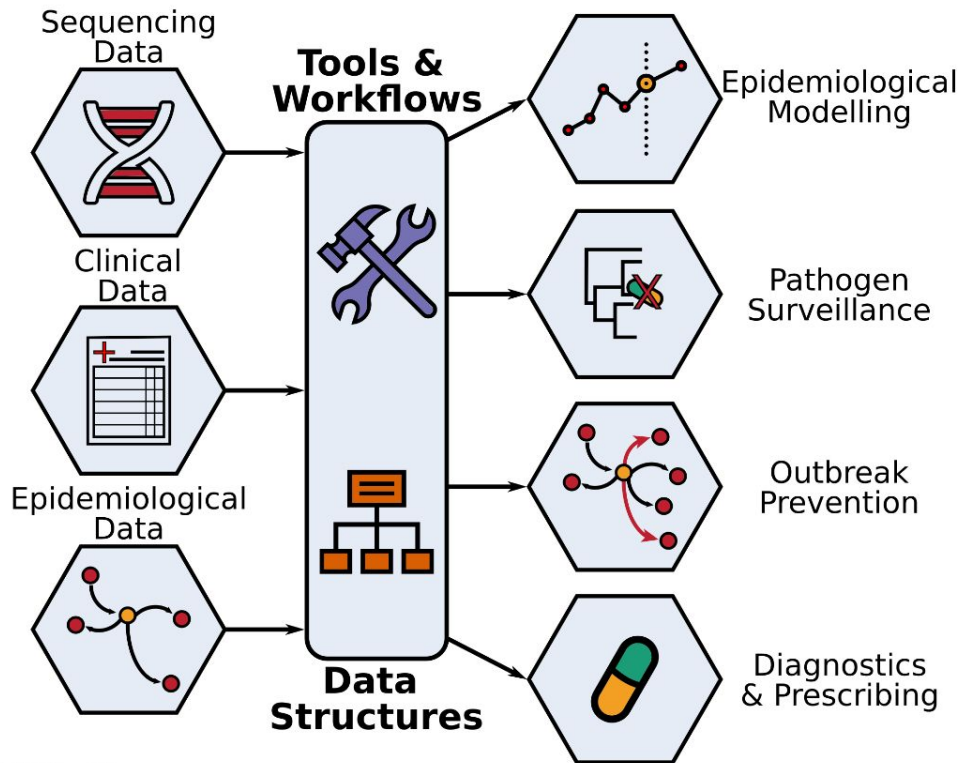 Sequencing
Data
Tools &
Workflows
Epidemiological
Modelling
Clinical
Data
Pathogen
Surveillance
Epidemiological
Data
Outbreak
Prevention
Data
Structures
Diagnostics
& Prescribing